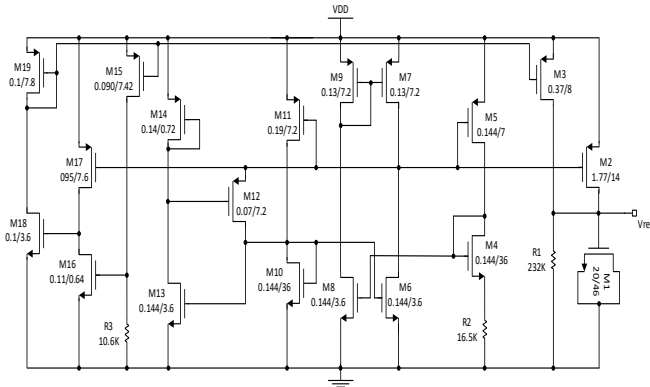 VDD
M19
0.1/7.8
M15
0.090/7.42
M14
0.14/0.72
M11
0.19/7.2
M9
0.13/7.2
M7
0.13/7.2
M3
0.37/8
M5
0.144/7
M17
095/7.6
M12
0.07/7.2
M2
1.77/14
M18
0.1/3.6
M16
0.11/0.64
M13
0.144/3.6
M10
0.144/36
M8
0.144/3.6
M6
0.144/3.6
M4
0.144/36
R1
232K
Vre
M1
20/46
R3
10.6K
R2
16.5K